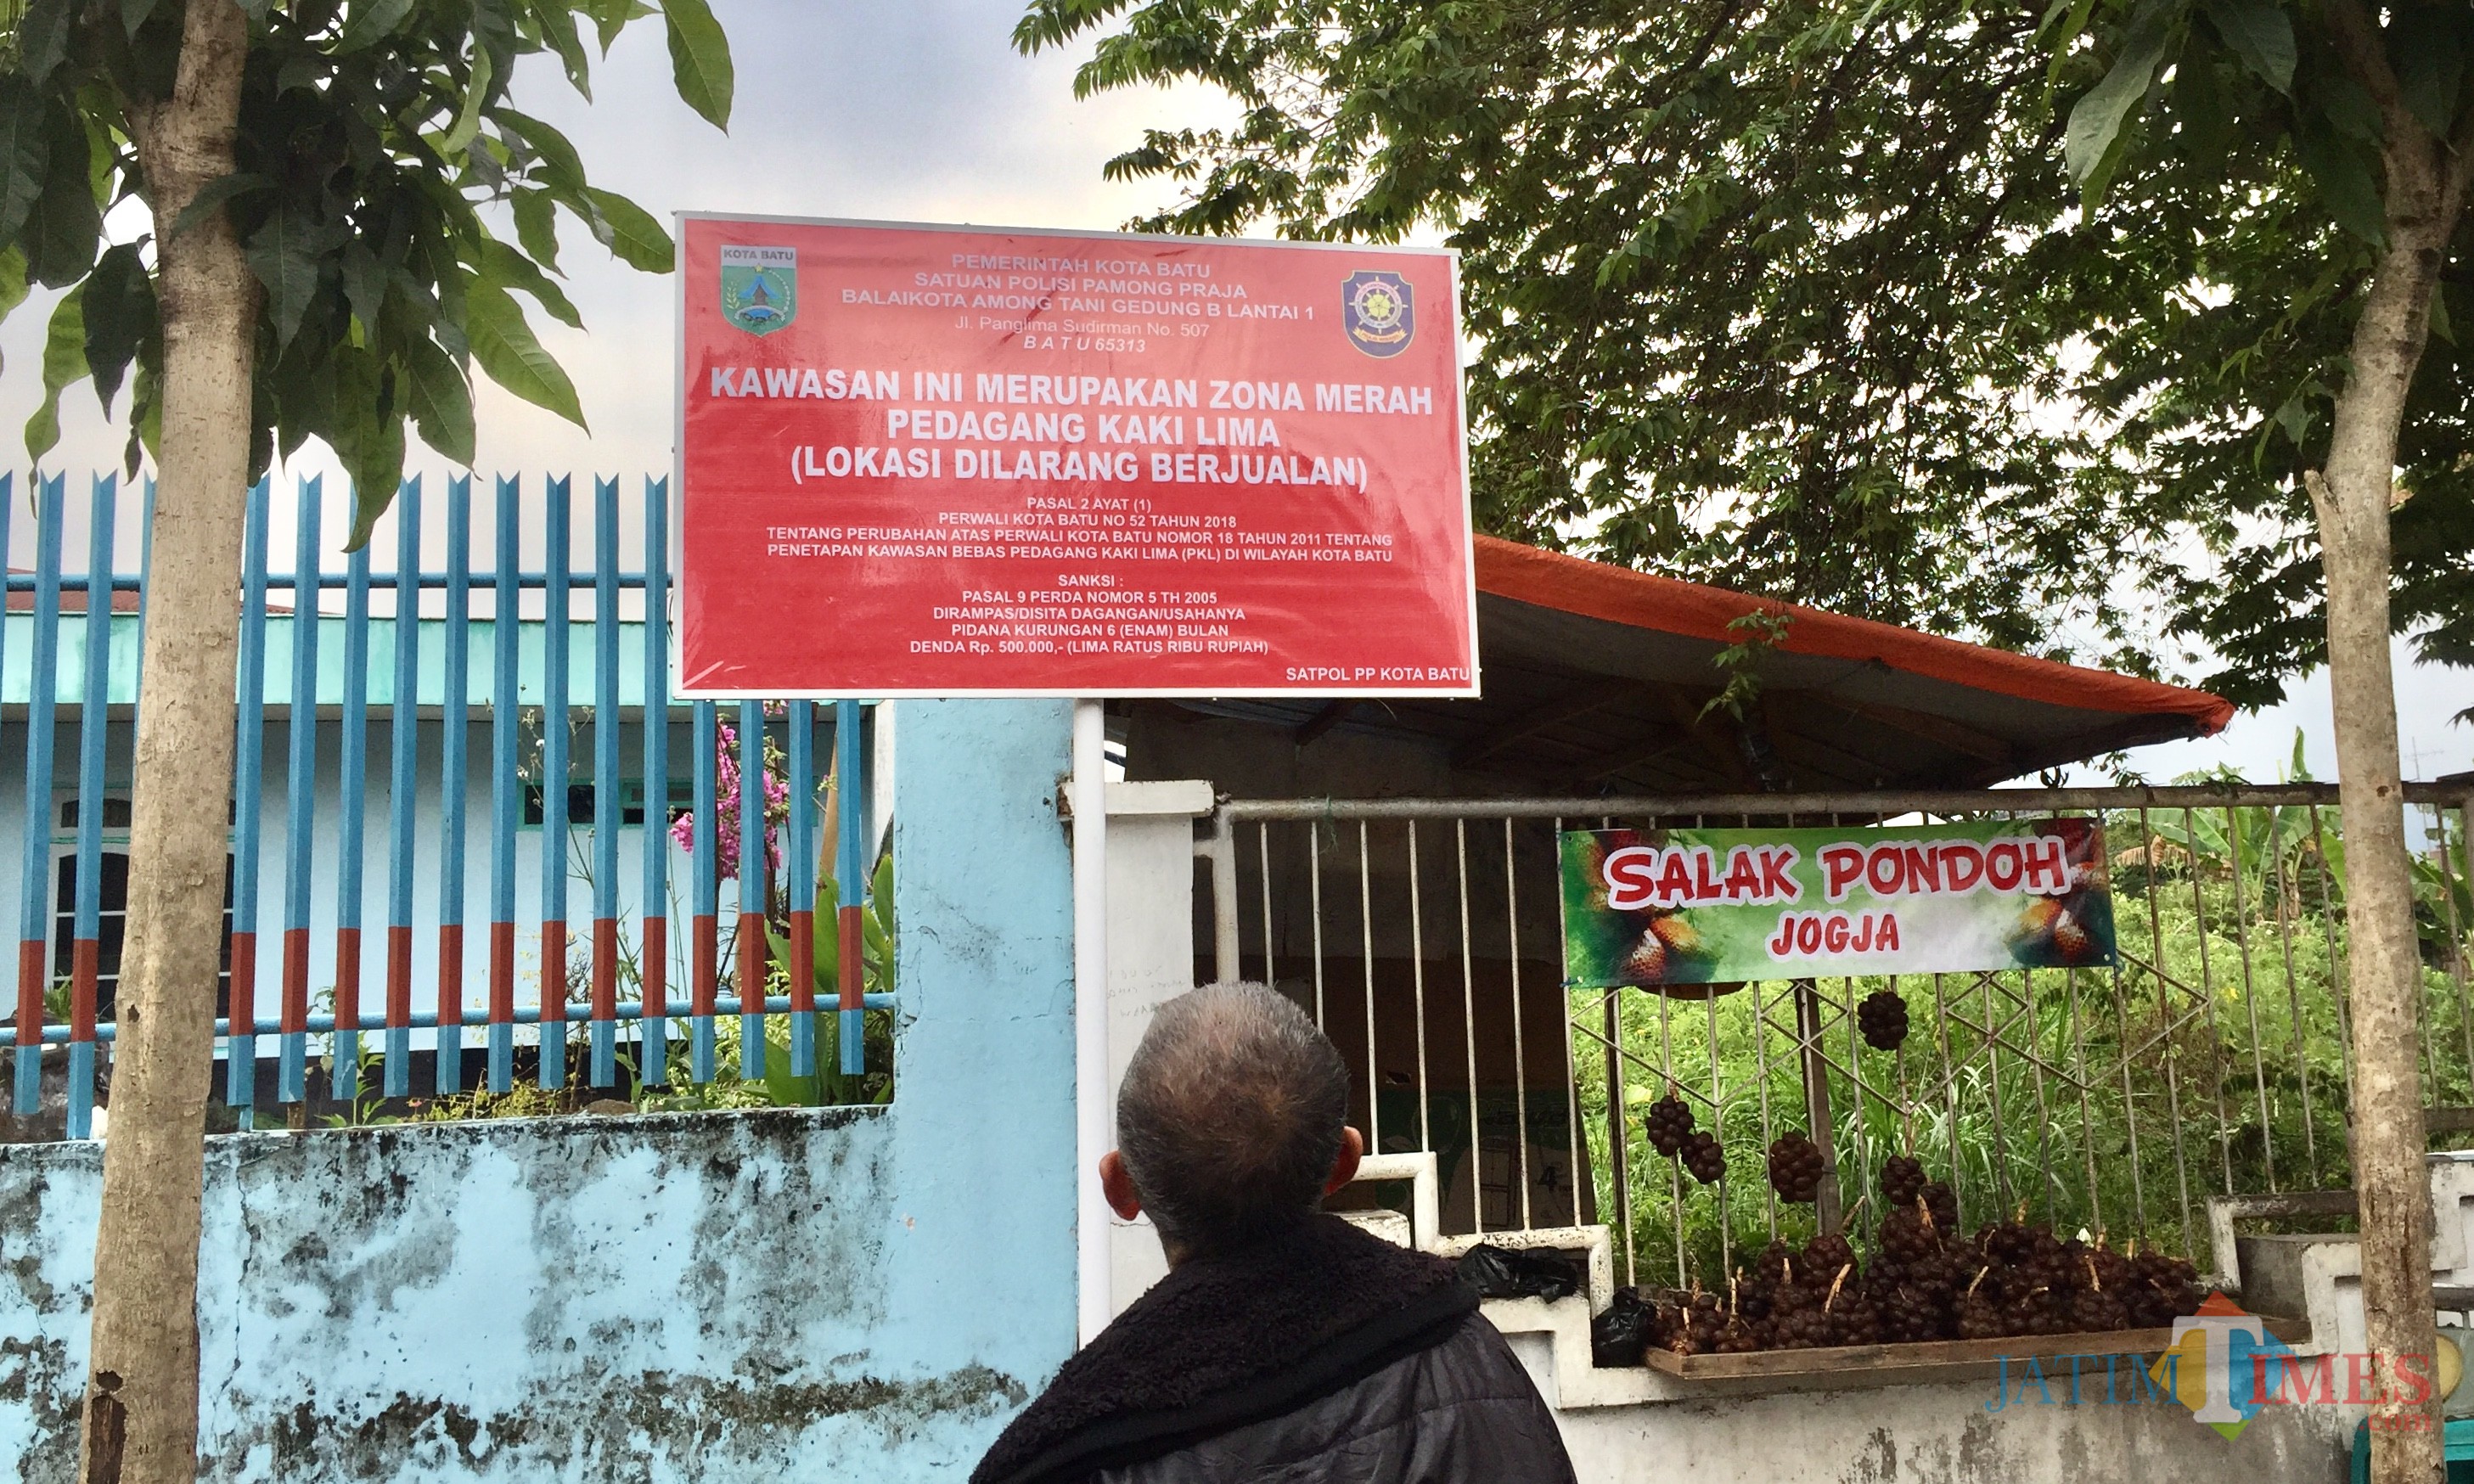 KOTA BATU
PEMERINTAH KOTA BATU
SATUAN POLISI PAMONG PRAJA
BALAIKOTA AMONG TANI GEDUNG B LANTAI 1
Jl. Panglima Sudirman No. 507
B A T U 65313
KAWASAN INI MERUPAKAN ZONA MERAH
PEDAGANG KAKI LIMA
(LOKASI DILARANG BERJUALAN)
PASAL 2 AYAT (1)
PERWALI KOTA BATU NO 52 TAHUN 2018
TENTANG PERUBAHAN ATAS PERWALI KOTA BATU NOMOR 18 TAHUN 2011 TENTANG
PENETAPAN KAWASAN BEBAS PEDAGANG KAKI LIMA (PKL) DI WILAYAH KOTA BATU
SANKSI :
PASAL 9 PERDA NOMOR 5 TH 2005
DIRAMPAS/DISITA DAGANGAN/USAHANYA
PIDANA KURUNGAN 6 (ENAM) BULAN
DENDA Rp. 500.000,- (LIMA RATUS RIBU RUPIAH)
SATPOL PP KOTA BATU
SALAK PONDOH
JOGJA
JATIMTIMES
.com